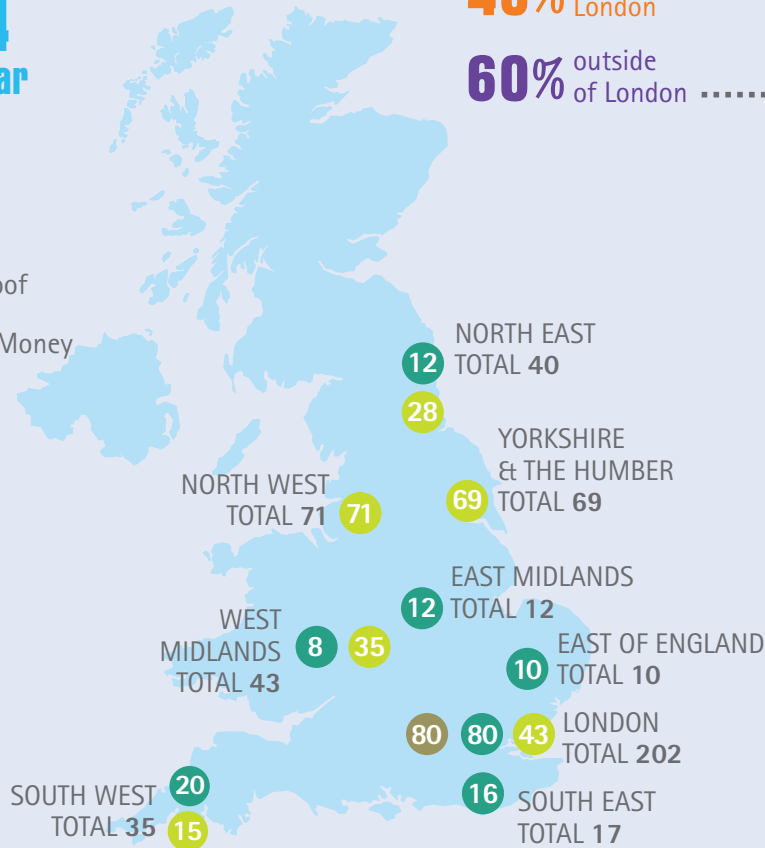 London
60% outside
of London
NORTH EAST
12 TOTAL 40
28
YORKSHIRE
& THE HUMBER
69 TOTAL 69
NORTH WEST
TOTAL 71 71
EAST MIDLANDS
12 TOTAL 12
WEST
MIDLANDS 8 35
TOTAL 43
EAST OF ENGLAND
10 TOTAL 10
80 80 43 LONDON
TOTAL 202
SOUTH WEST 20
TOTAL 35 15
16 SOUTH EAST
TOTAL 17
Money